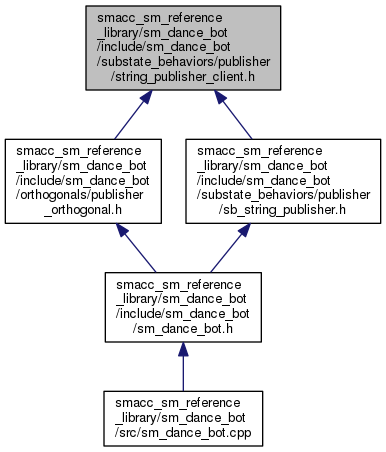 smacc_sm_reference
_library/sm_dance_bot
/include/sm_dance_bot
/substate_behaviors/publisher
/string_publisher_client.h
smacc_sm_reference
_library/sm_dance_bot
/include/sm_dance_bot
/orthogonals/publisher
_orthogonal.h
smacc_sm_reference
_library/sm_dance_bot
/include/sm_dance_bot
/substate_behaviors/publisher
/sb_string_publisher.h
smacc_sm_reference
_library/sm_dance_bot
/include/sm_dance_bot
/sm_dance_bot.h
smacc_sm_reference
_library/sm_dance_bot
/src/sm_dance_bot.cpp